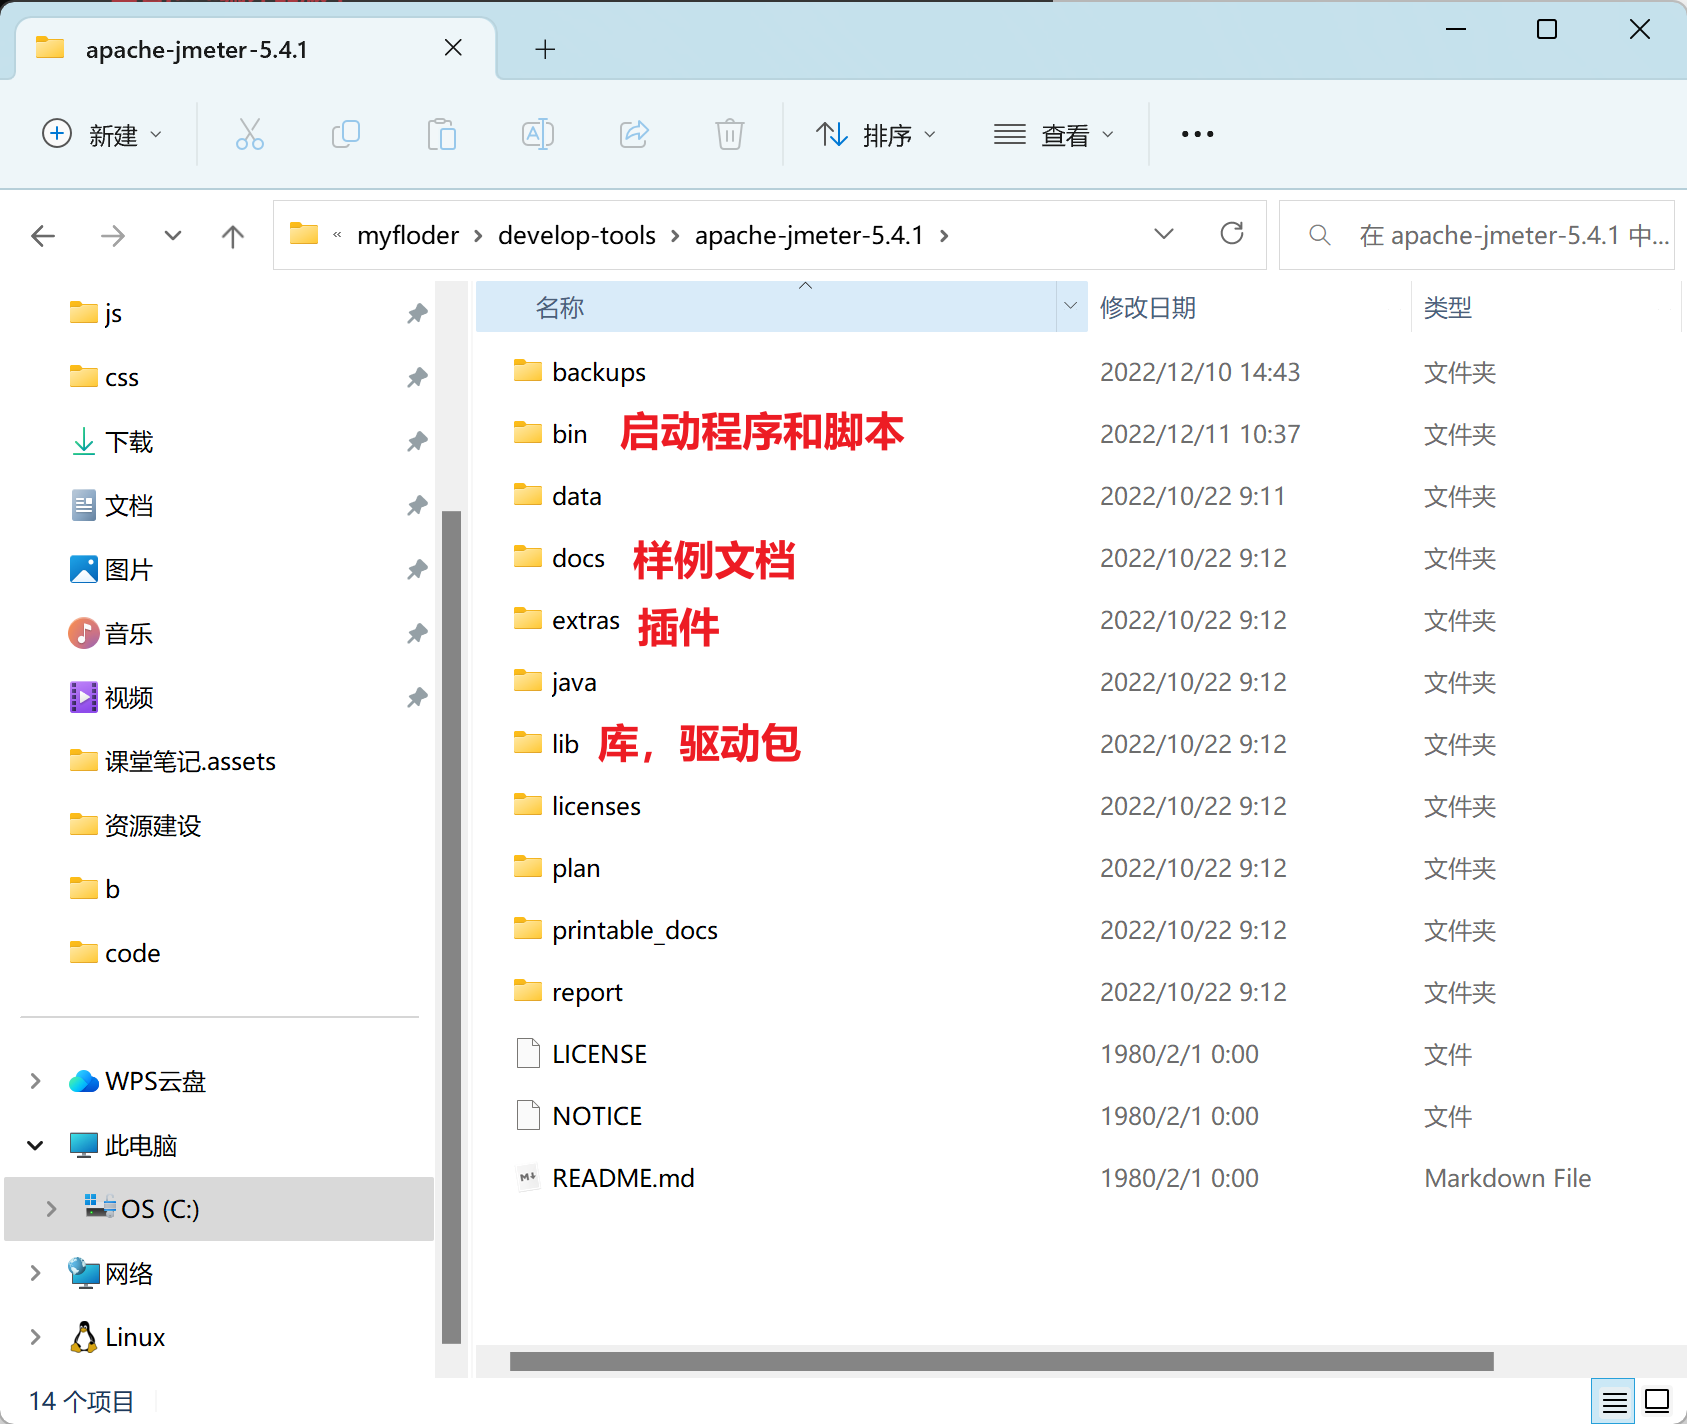 apache-jmeter-5.4.1
新建 排序 查看
« myfloder > develop-tools > apache-jmeter-5.4.1 > 在 apache-jmeter-5.4.1 中...
js
css
下载
文档
图片
音乐
视频
课堂笔记.assets
资源建设
b
code
WPS云盘
此电脑
OS (C:)
网络
Linux
名称 修改日期 类型
backups 2022/12/10 14:43 文件夹
bin 启动程序和脚本 2022/12/11 10:37 文件夹
data 2022/10/22 9:11 文件夹
docs 样例文档 2022/10/22 9:12 文件夹
extras 插件 2022/10/22 9:12 文件夹
java 2022/10/22 9:12 文件夹
lib 库，驱动包 2022/10/22 9:12 文件夹
licenses 2022/10/22 9:12 文件夹
plan 2022/10/22 9:12 文件夹
printable_docs 2022/10/22 9:12 文件夹
report 2022/10/22 9:12 文件夹
LICENSE 1980/2/1 0:00 文件
NOTICE 1980/2/1 0:00 文件
README.md 1980/2/1 0:00 Markdown File
14 个项目